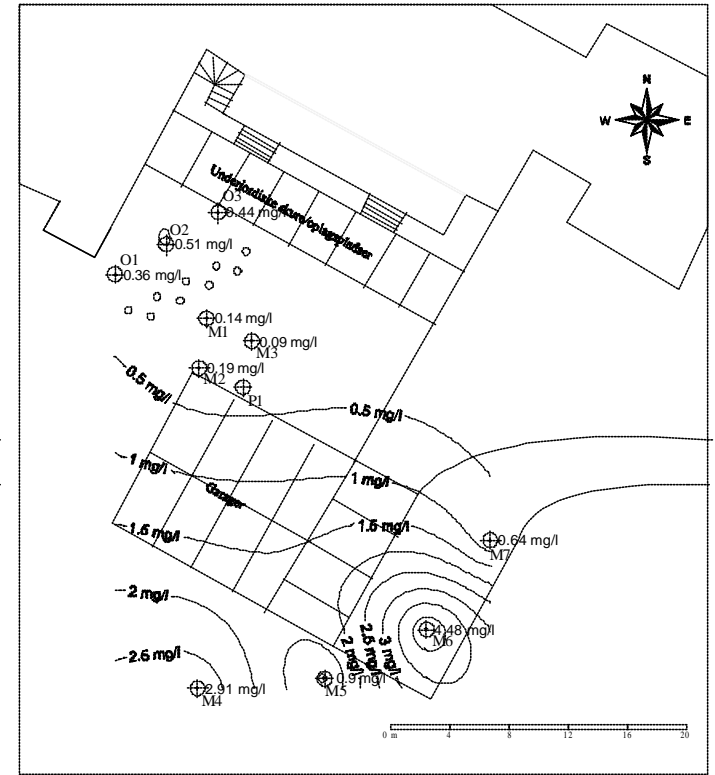 N
W E
S
Underjordiske skure/oplagspladser
O3
0.44 mg/l
O2
0.51 mg/l
O1
0.36 mg/l
0.14 mg/l
M1
0.09 mg/l
M3
0.19 mg/l
M2
P1
0.5 mg/l
0.5 mg/l
1 mg/l
1 mg/l
Garager
1.5 mg/l
1.5 mg/l
0.64 mg/l
M7
2 mg/l
2 mg/l
2.5 mg/l
3 mg/l
4.48 mg/l
M6
2.5 mg/l
2.91 mg/l
M4
0.9 mg/l
M5
0 m 4 8 12 16 20